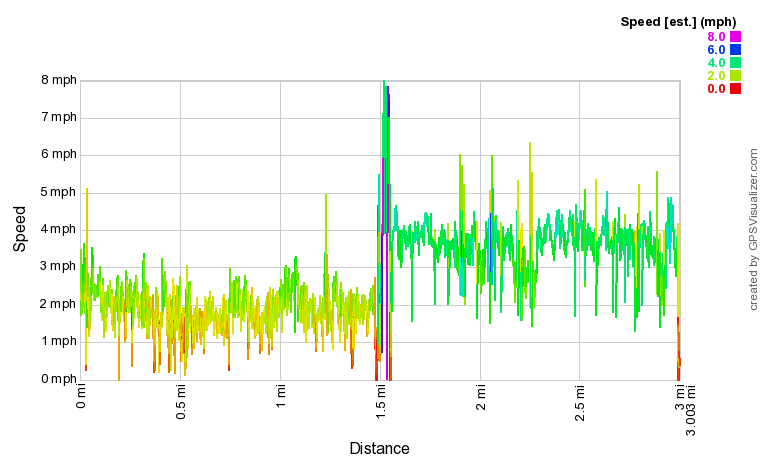 Speed [est.] (mph)
8.0
6.0
4.0
2.0
0.0
8 mph
7 mph
6 mph
5 mph
4 mph
3 mph
2 mph
1 mph
0 mph
Speed
0 mi
0.5 mi
1 mi
1.5 mi
2 mi
2.5 mi
3 mi
3.003 mi
Distance
created by GPSVisualizer.com